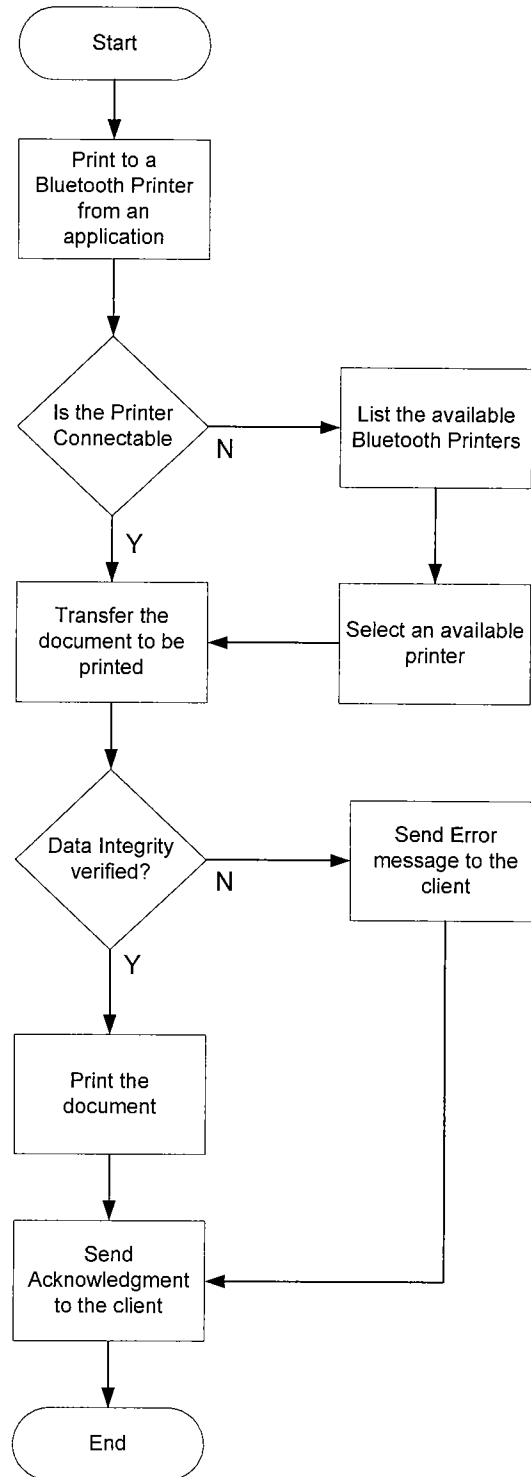 Start
Print to a
Bluetooth Printer
from an
application
Is the Printer
Connectable
N
List the available
Bluetooth Printers
Y
Transfer the
document to be
printed
Select an available
printer
Data Integrity
verified?
N
Send Error
message to the
client
Y
Print the
document
Send
Acknowledgment
to the client
End